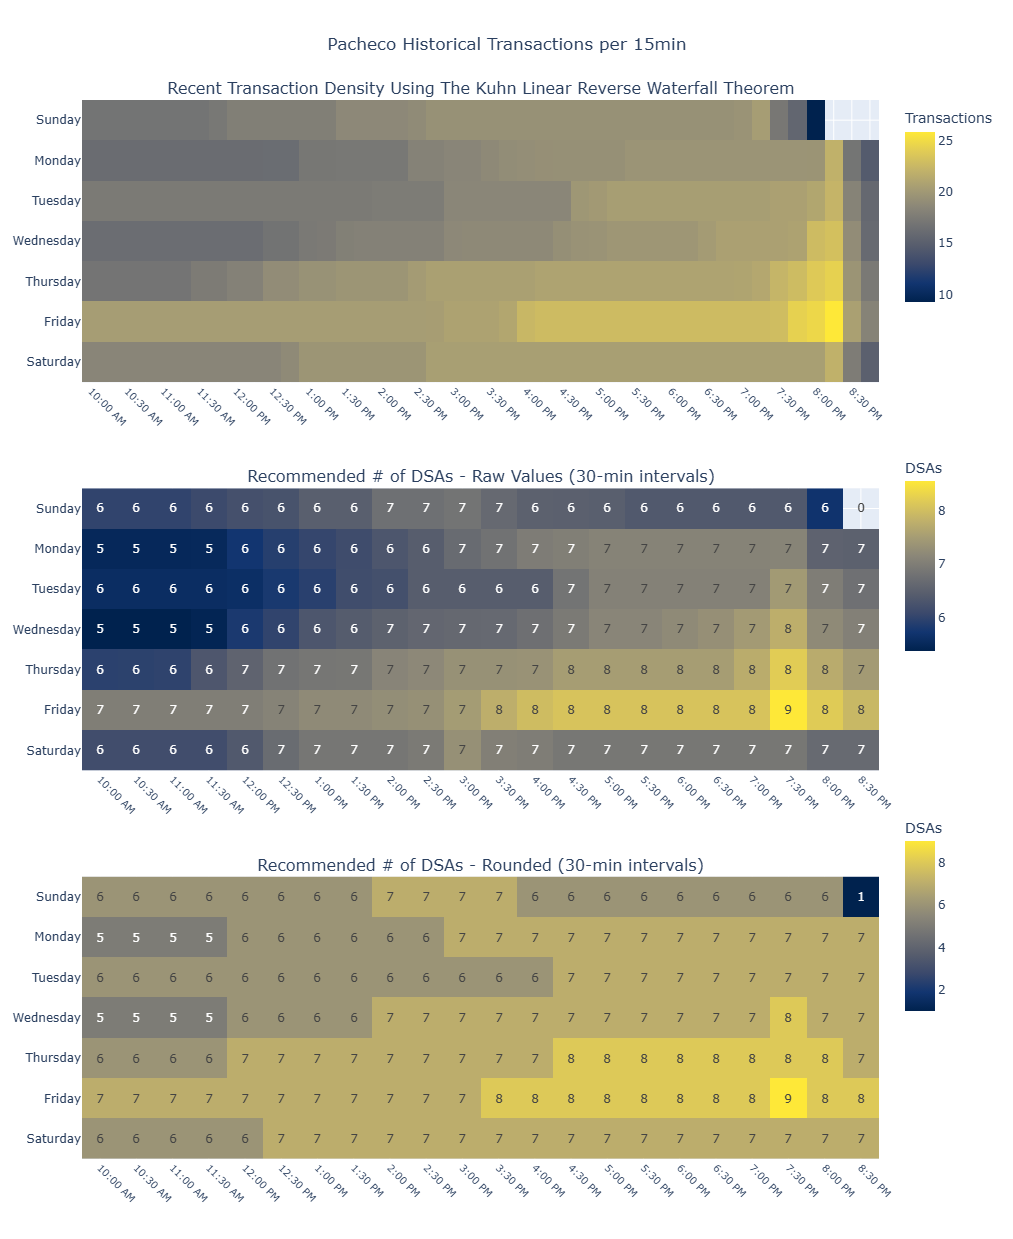 Pacheco Historical Transactions per 15min
Recent Transaction Density Using The Kuhn Linear Reverse Waterfall Theorem
Transactions
25
20
15
10
Sunday
Monday
Tuesday
Wednesday
Thursday
Friday
Saturday
10:00 AM 10:30 AM 11:00 AM 11:30 AM 12:00 PM 12:30 PM 1:00 PM 1:30 PM 2:00 PM 2:30 PM 3:00 PM 3:30 PM 4:00 PM 4:30 PM 5:00 PM 5:30 PM 6:00 PM 6:30 PM 7:00 PM 7:30 PM 8:00 PM 8:30 PM
Recommended # of DSAs - Raw Values (30-min intervals)
DSAs
8
7
6
Sunday 6 6 6 6 6 6 6 6 7 7 7 7 6 6 6 6 6 6 6 6 6 0
Monday 5 5 5 5 6 6 6 6 6 6 7 7 7 7 7 7 7 7 7 7 7 7
Tuesday 6 6 6 6 6 6 6 6 6 6 6 6 6 7 7 7 7 7 7 7 7 7
Wednesday 5 5 5 5 6 6 6 6 7 7 7 7 7 7 7 7 7 7 7 8 7 7
Thursday 6 6 6 6 7 7 7 7 7 7 7 7 7 8 8 8 8 8 8 8 8 7
Friday 7 7 7 7 7 7 7 7 7 7 7 8 8 8 8 8 8 8 8 9 8 8
Saturday 6 6 6 6 6 7 7 7 7 7 7 7 7 7 7 7 7 7 7 7 7 7
10:00 AM 10:30 AM 11:00 AM 11:30 AM 12:00 PM 12:30 PM 1:00 PM 1:30 PM 2:00 PM 2:30 PM 3:00 PM 3:30 PM 4:00 PM 4:30 PM 5:00 PM 5:30 PM 6:00 PM 6:30 PM 7:00 PM 7:30 PM 8:00 PM 8:30 PM
Recommended # of DSAs - Rounded (30-min intervals)
DSAs
8
6
4
2
Sunday 6 6 6 6 6 6 6 6 7 7 7 7 6 6 6 6 6 6 6 6 6 1
Monday 5 5 5 5 6 6 6 6 6 6 7 7 7 7 7 7 7 7 7 7 7 7
Tuesday 6 6 6 6 6 6 6 6 6 6 6 6 6 7 7 7 7 7 7 7 7 7
Wednesday 5 5 5 5 6 6 6 6 7 7 7 7 7 7 7 7 7 7 7 8 7 7
Thursday 6 6 6 6 7 7 7 7 7 7 7 7 7 8 8 8 8 8 8 8 8 7
Friday 7 7 7 7 7 7 7 7 7 7 7 8 8 8 8 8 8 8 8 9 8 8
Saturday 6 6 6 6 6 7 7 7 7 7 7 7 7 7 7 7 7 7 7 7 7 7
10:00 AM 10:30 AM 11:00 AM 11:30 AM 12:00 PM 12:30 PM 1:00 PM 1:30 PM 2:00 PM 2:30 PM 3:00 PM 3:30 PM 4:00 PM 4:30 PM 5:00 PM 5:30 PM 6:00 PM 6:30 PM 7:00 PM 7:30 PM 8:00 PM 8:30 PM